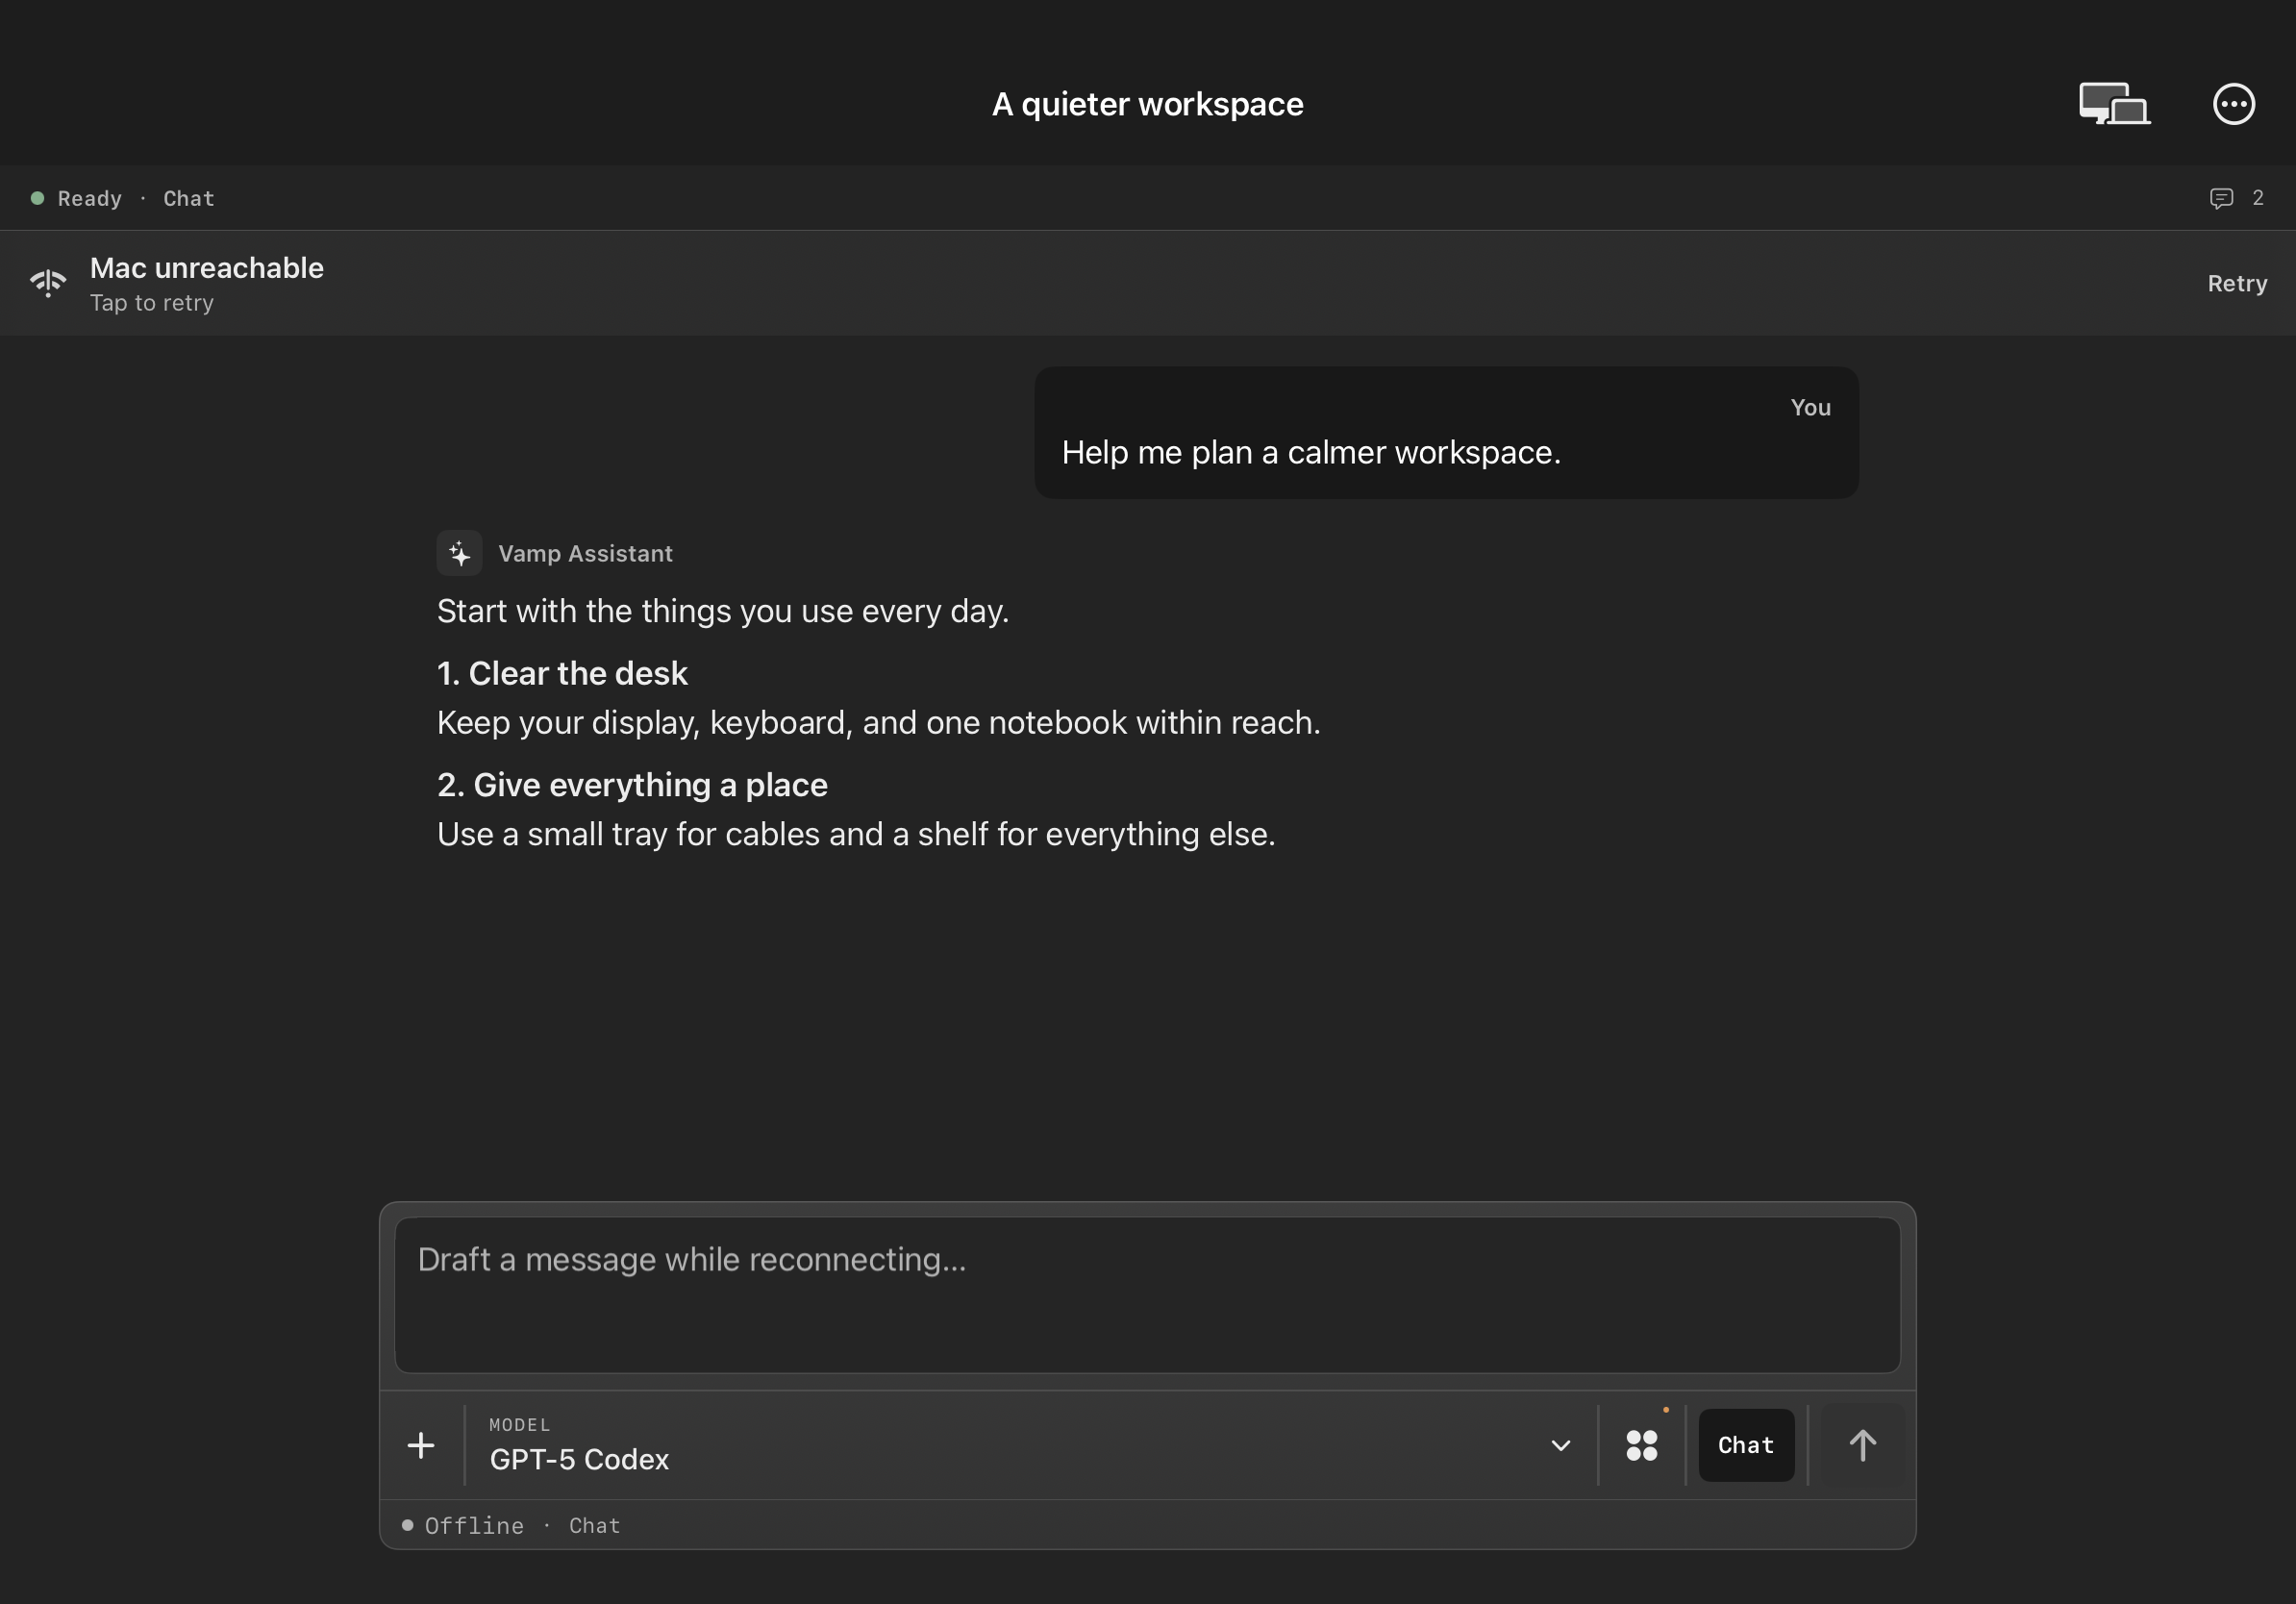 A quieter workspace
Ready · Chat
2
Mac unreachable
Tap to retry
Retry
You
Help me plan a calmer workspace.
Vamp Assistant
Start with the things you use every day.
1. Clear the desk
Keep your display, keyboard, and one notebook within reach.
2. Give everything a place
Use a small tray for cables and a shelf for everything else.
Draft a message while reconnecting...
MODEL
GPT-5 Codex
Chat
Offline · Chat